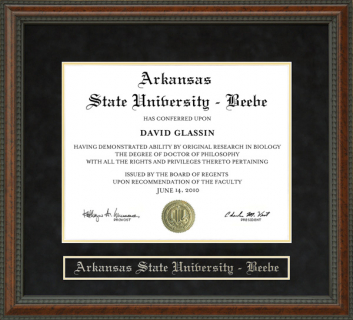 Arkansas
State University - Beebe
HAS CONFERRED UPON
DAVID GLASSIN
HAVING DEMONSTRATED ABILITY BY ORIGINAL RESEARCH IN BIOLOGY
THE DEGREE OF DOCTOR OF PHILOSOPHY
WITH ALL THE RIGHTS AND PRIVILEGES THERETO PERTAINING
ISSUED BY THE BOARD OF REGENTS
UPON RECOMMENDATION OF THE FACULTY
JUNE 14, 2010
PROVOST
PRESIDENT
Arkansas State University - Beebe